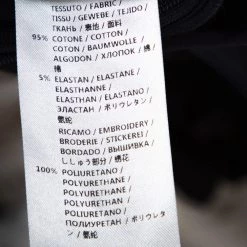 TESSUTO / FABRIC /
TISSU / GEWEBE / TEJIDO /
ТКАНЬ / 裏地 / 面料
95% COTONE / COTTON /
COTON / BAUMWOLLE /
ALGODON / ХЛОПОК / 綿 /
棉
5% ELASTAN / ELASTANE /
ELASTHANNE /
ELASTHAN / ELASTANO /
ЭЛАСТАН / ポリウレタン /
氨纶
RICAMO / EMBROIDERY /
BRODERIE / STICKEREI /
BORDADO / ВЫШИВКА /
ししゅう部分 / 绣花
100% POLIURETANO /
POLYURETHANE /
POLYURETHANE /
POLYURETHAN /
POLIURETANO /
ПОЛИУРЕТАН / ポリウレタ
ン / 氨纶